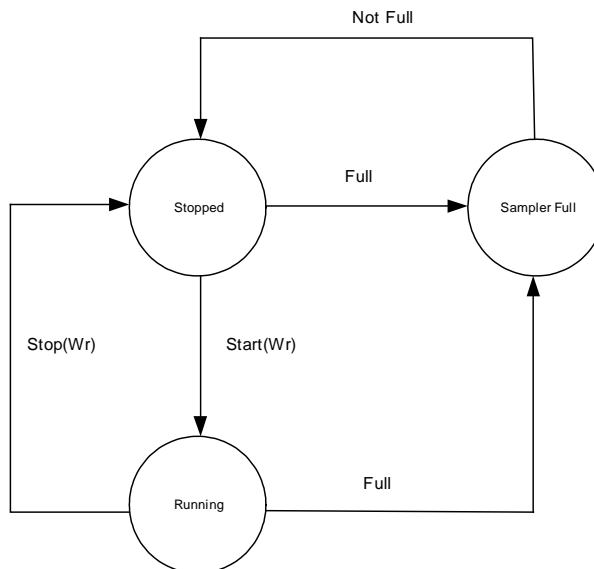 Not Full
Full
Stopped
Sampler Full
Stop(Wr)
Start(Wr)
Full
Running